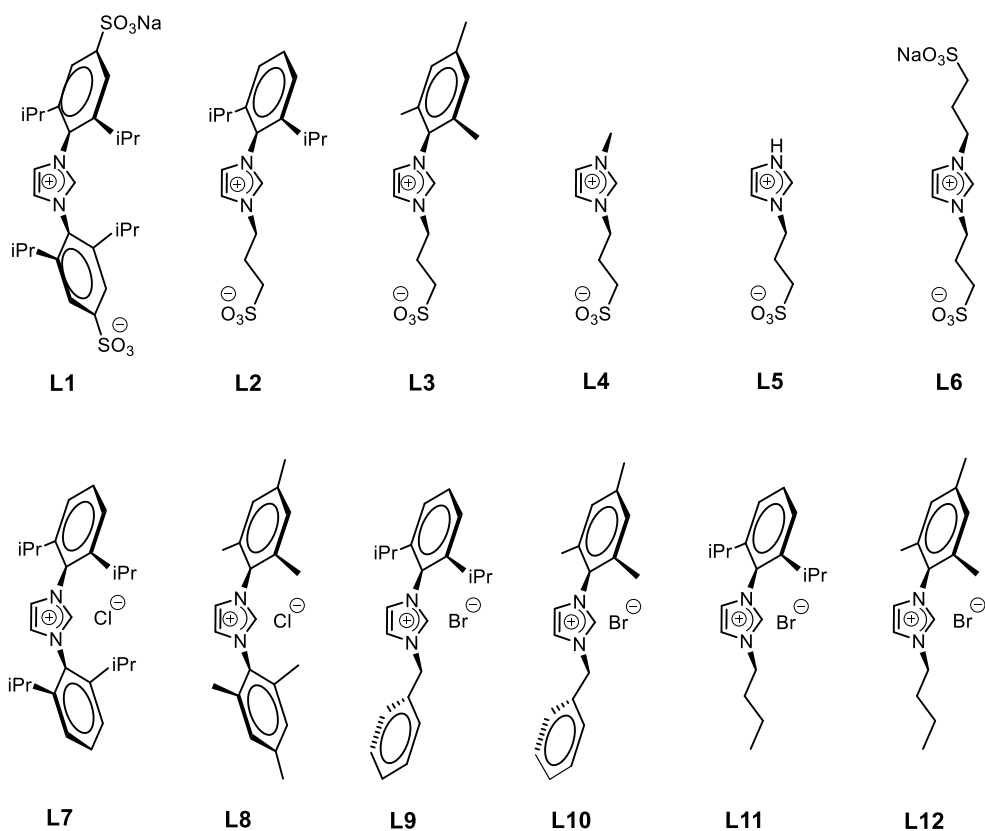 SO₃Na
iPr
iPr
N
⊕
N
iPr
iPr
⊖
SO₃
L1
iPr
iPr
N
⊕
N
⊖
O₃S
L2
N
⊕
N
⊖
O₃S
L3
N
⊕
N
⊖
O₃S
L4
H
N
⊕
N
⊖
O₃S
L5
NaO₃S
N
⊕
N
⊖
O₃S
L6
iPr
iPr
N
⊕
N
Cl⊖
iPr
iPr
L7
N
⊕
N
Cl⊖
L8
iPr
iPr
N
⊕
N
Br⊖
L9
N
⊕
N
Br⊖
L10
iPr
iPr
N
⊕
N
Br⊖
L11
N
⊕
N
Br⊖
L12